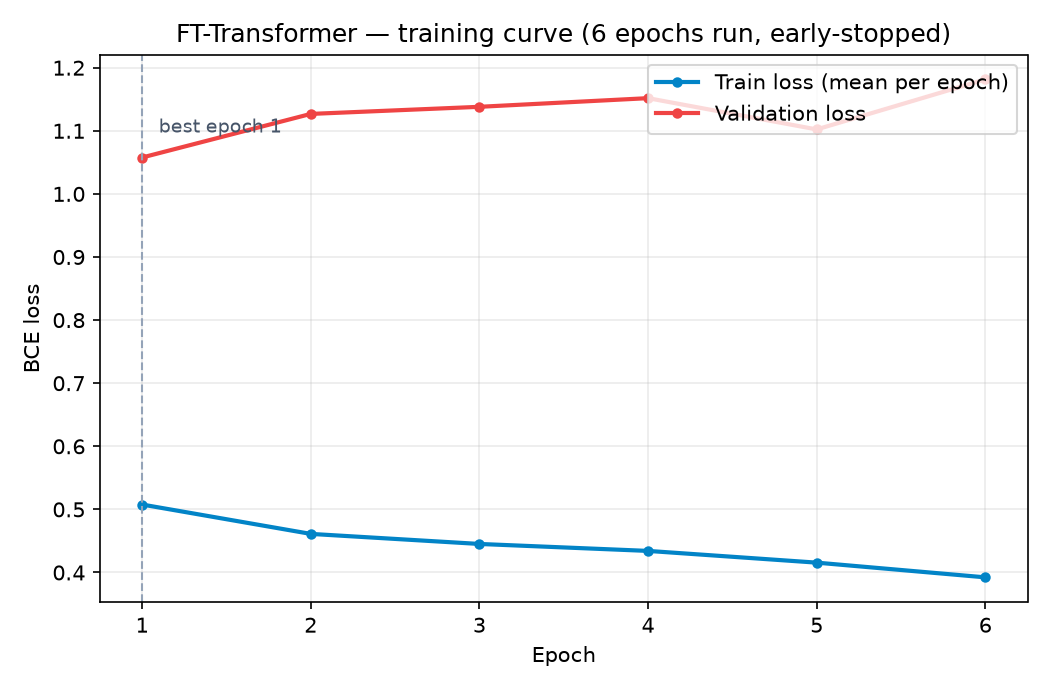 FT-Transformer — training curve (6 epochs run, early-stopped)
1.2
1.1
1.0
0.9
0.8
0.7
0.6
0.5
0.4
BCE loss
Train loss (mean per epoch)
Validation loss
best epoch 1
1 2 3 4 5 6
Epoch